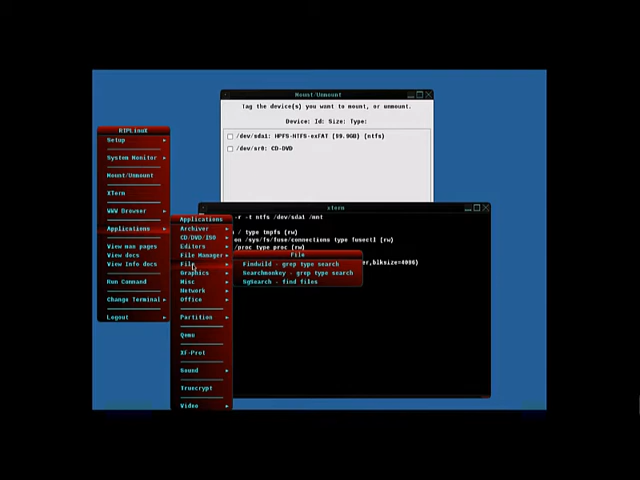 Mount/Unmount
Tag the device(s) you want to mount, or unmount.
Device: Id: Size: Type:
/dev/sda1: HPFS-NTFS-exFAT [99.9GB] (ntfs)
/dev/sr0: CD-DVD
RIPLinuX
Setup
System Monitor
Mount/Unmount
XTerm
WWW Browser
Applications
View man pages
View docs
View Info docs
Run Command
Change Terminal
Logout
Applications
Archiver
CD/DVD/ISO
Editors
File Manager
File
Graphics
Misc
Network
Office
Partition
Qemu
Xf-Prot
Sound
Truecrypt
Video
File
Findwild - grep type search
Searchmonkey - grep type search
SgSearch - find files
xterm
-r -t ntfs /dev/sda1 /mnt
/ type tmpfs (rw)
on /sys/fs/fuse/connections type fusectl (rw)
/proc type proc (rw)
,blksize=4096)